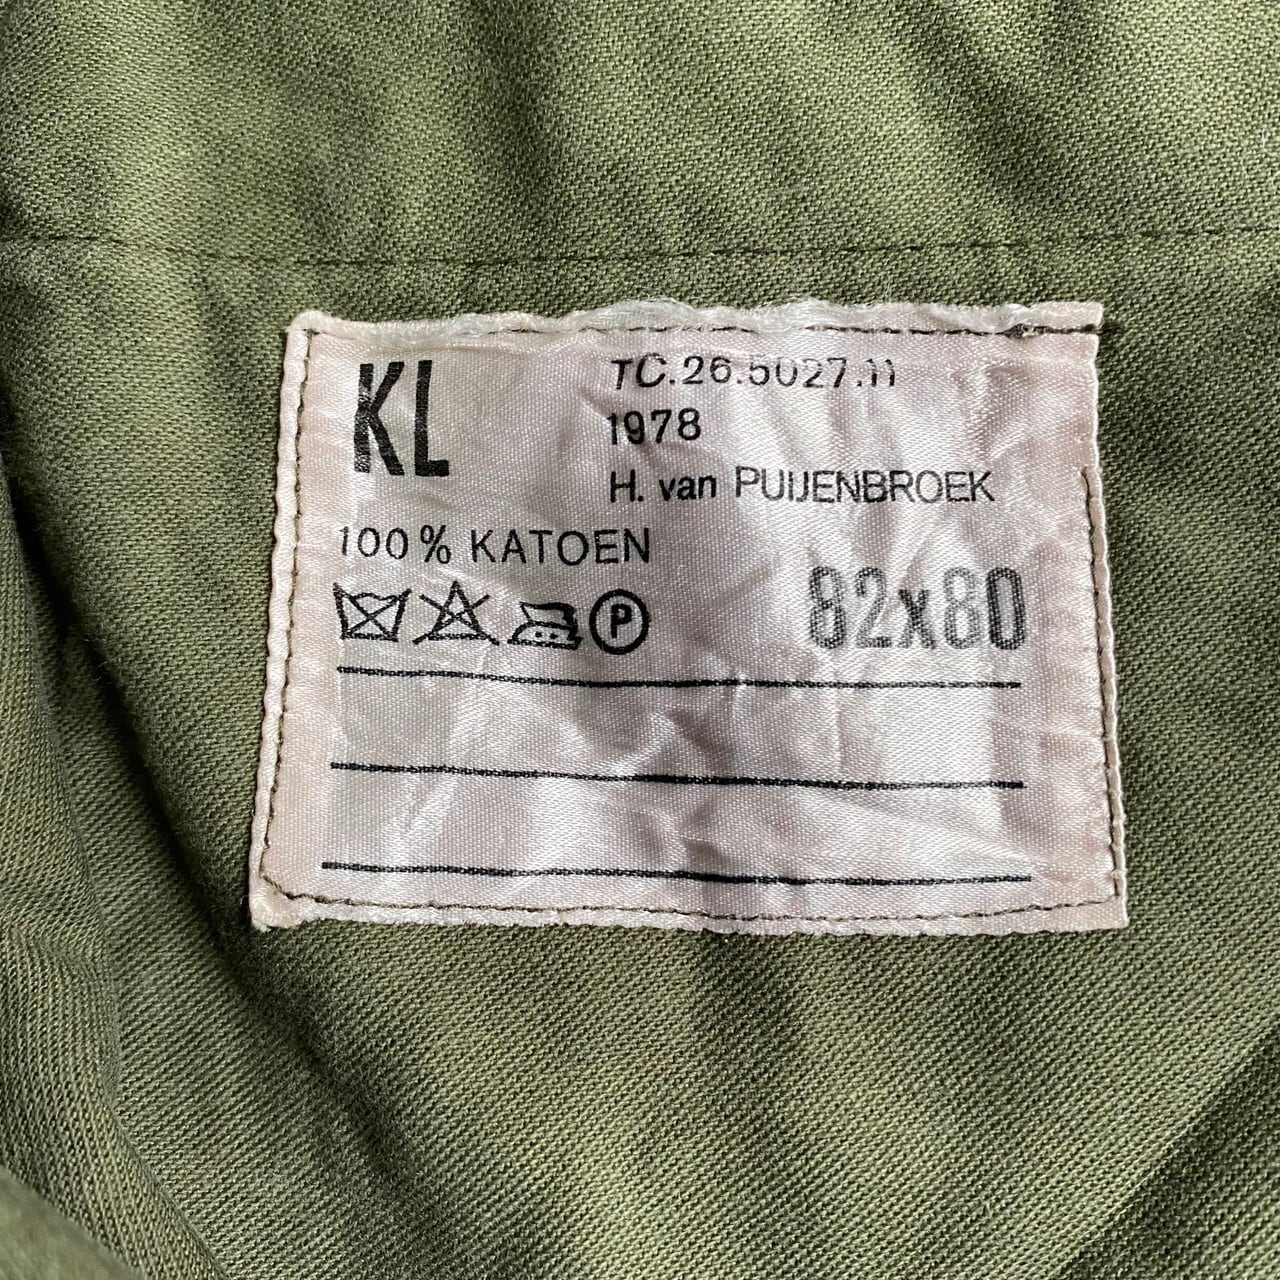 KL
TC.26.5027.11
1978
H. van PUIJENBROEK
100% KATOEN
P
82x80